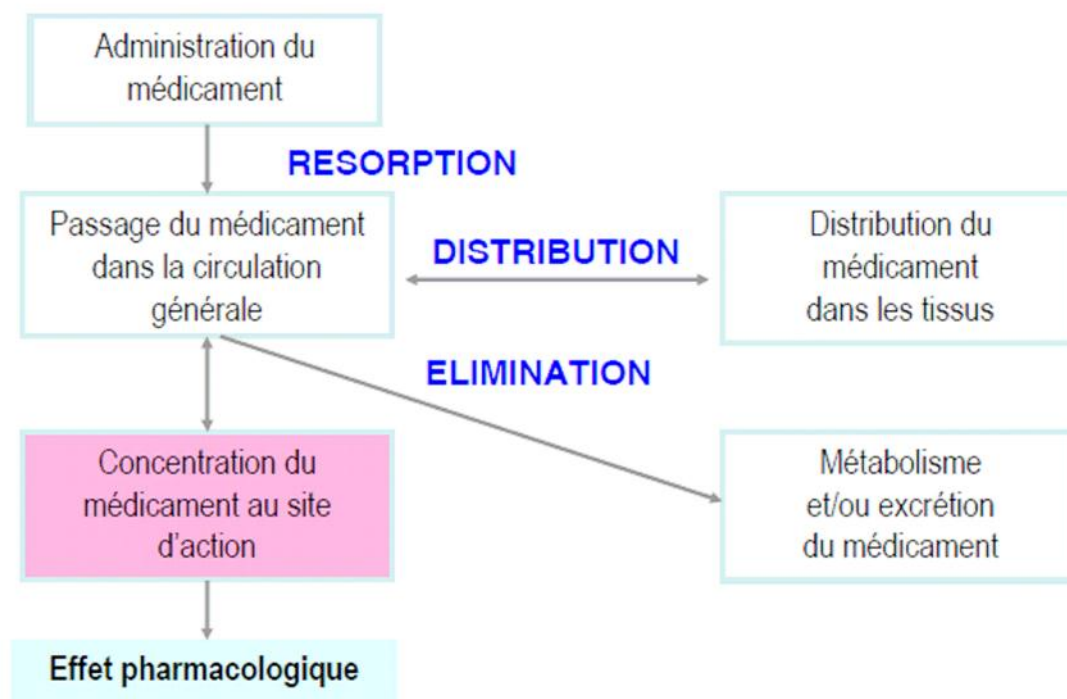 Administration du
médicament
RESORPTION
Passage du médicament
dans la circulation
générale
DISTRIBUTION
Distribution du
médicament
dans les tissus
ELIMINATION
Concentration du
médicament au site
d'action
Métabolisme
et/ou excrétion
du médicament
Effet pharmacologique